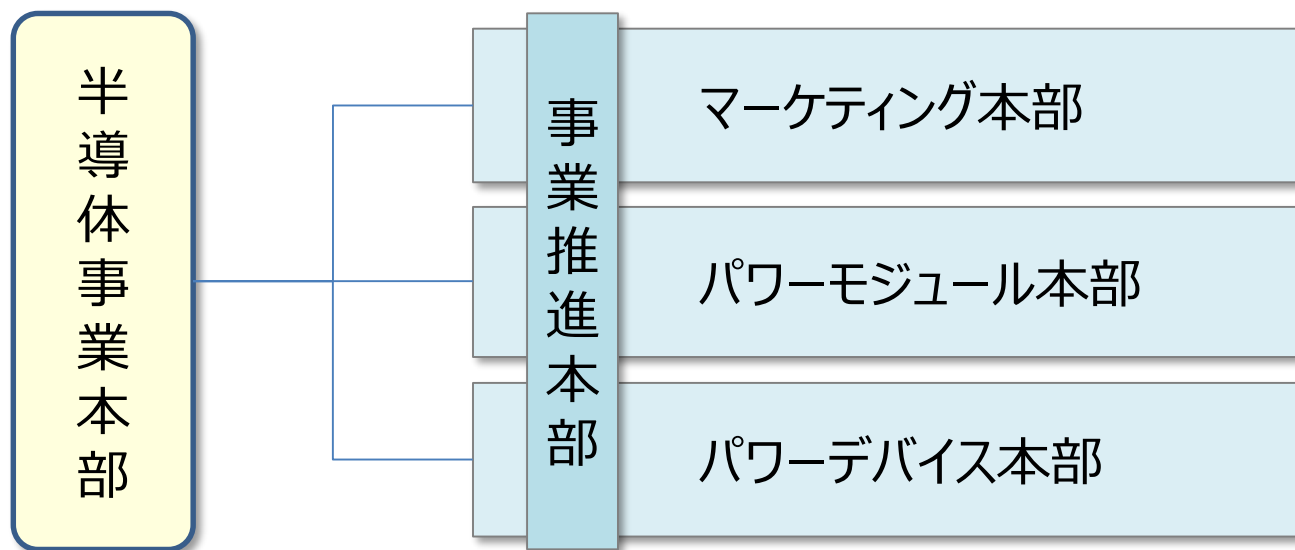 半導体事業本部
事業推進本部
マーケティング本部
パワーモジュール本部
パワーデバイス本部